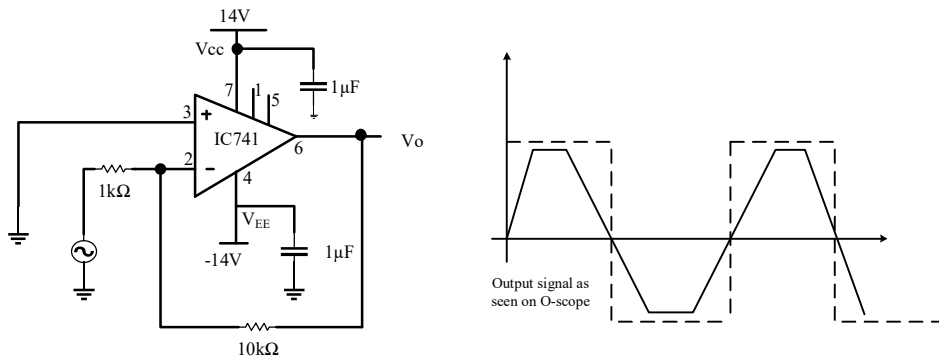 14V
Vcc
1µF
7
1
5
3
+
IC741
6
Vo
2
-
1kΩ
4
VEE
1µF
-14V
10kΩ
Output signal as
seen on O-scope